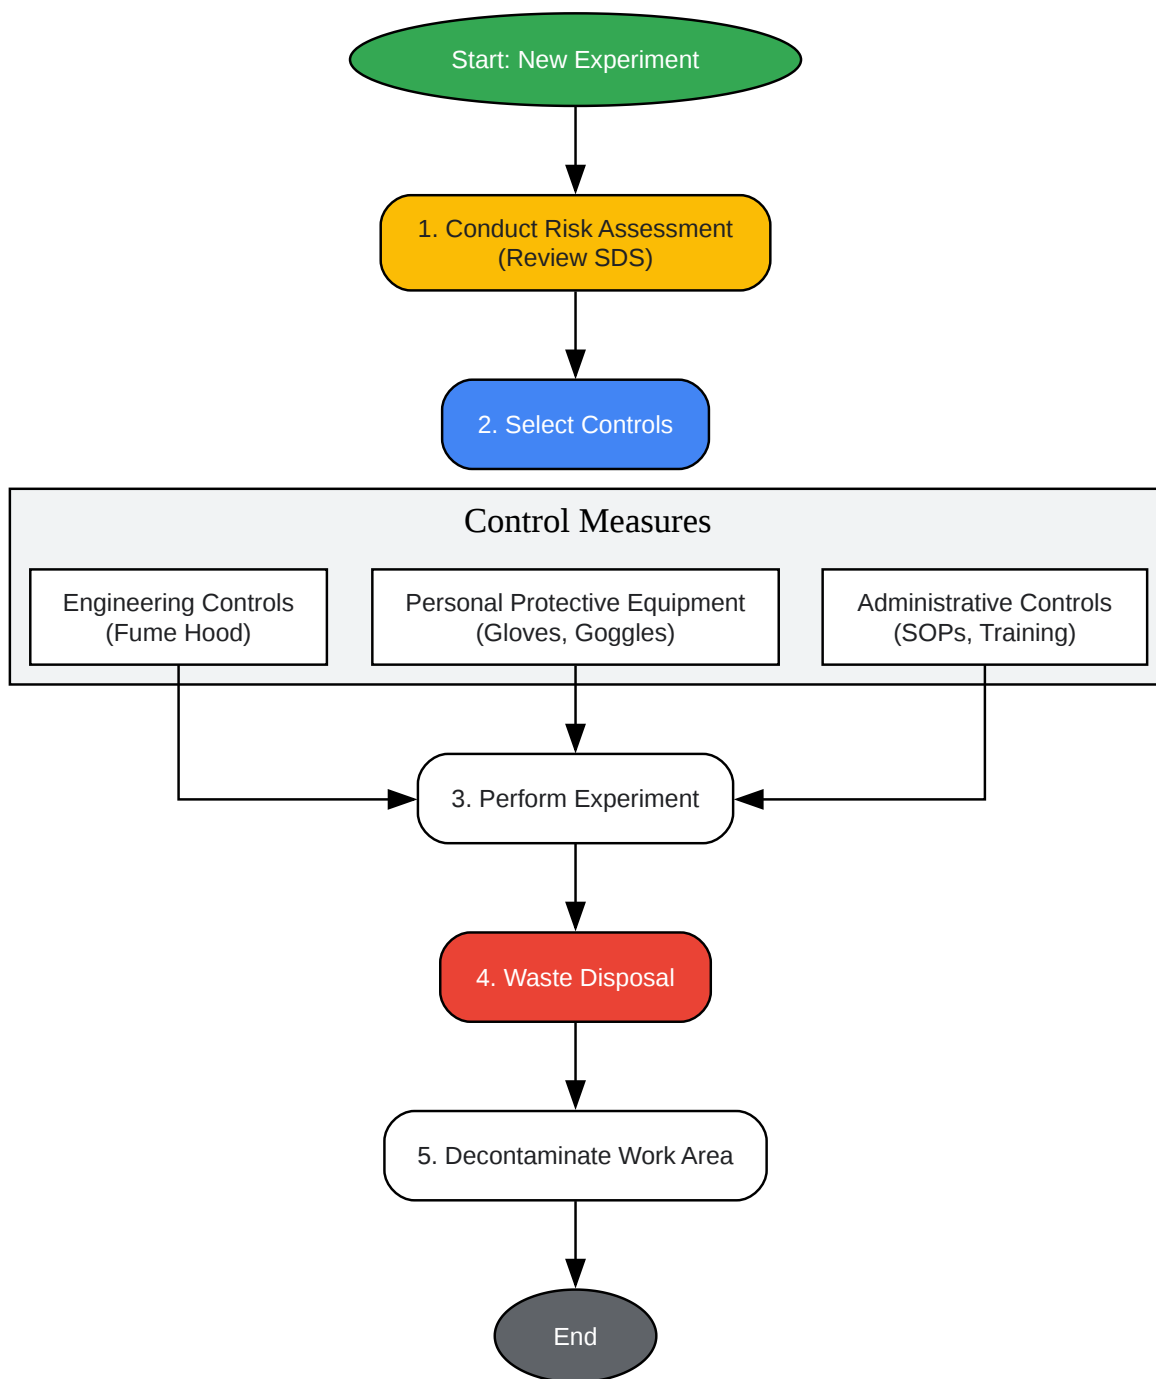 Start: New Experiment
1. Conduct Risk Assessment
(Review SDS)
2. Select Controls
Control Measures
Engineering Controls
(Fume Hood)
Personal Protective Equipment
(Gloves, Goggles)
Administrative Controls
(SOPs, Training)
3. Perform Experiment
4. Waste Disposal
5. Decontaminate Work Area
End